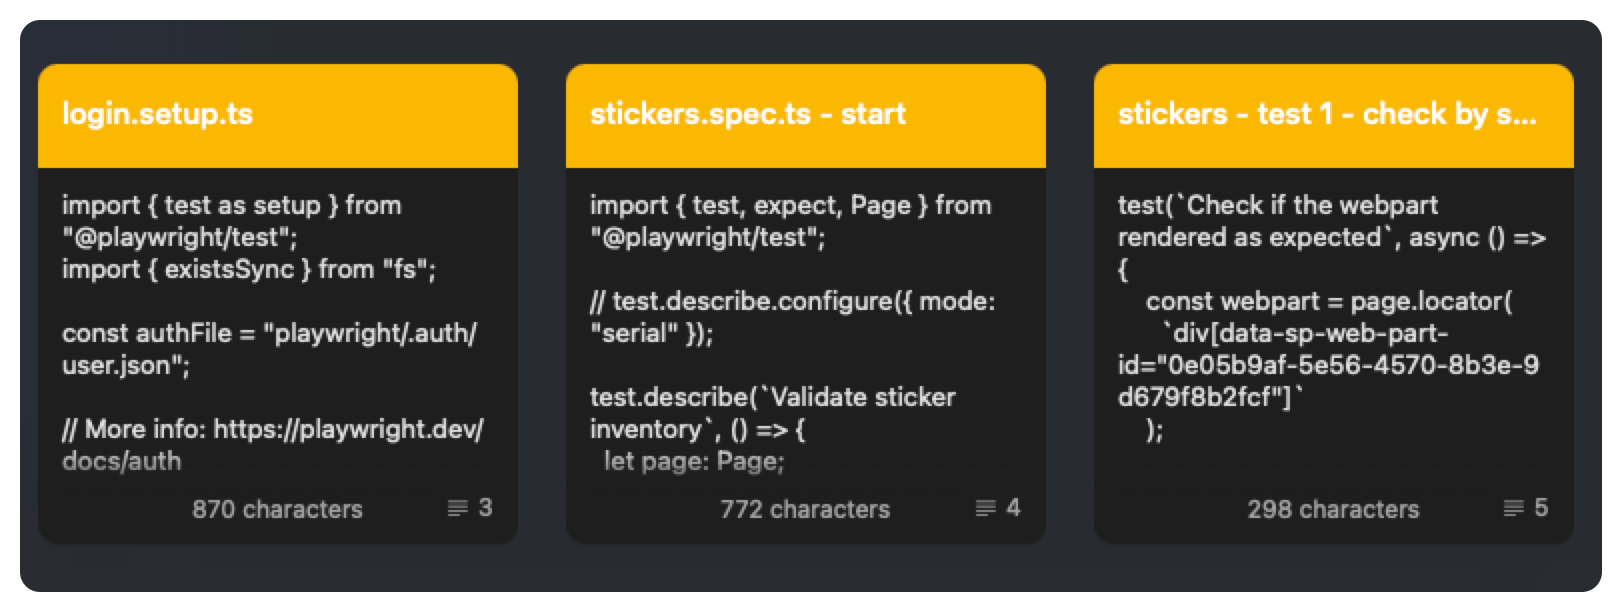 login.setup.ts
import { test as setup } from
"@playwright/test";
import { existsSync } from "fs";
const authFile = "playwright/.auth/
user.json";
// More info: https://playwright.dev/
docs/auth
870 characters
3
stickers.spec.ts - start
import { test, expect, Page } from
"@playwright/test";
// test.describe.configure({ mode:
"serial" });
test.describe(`Validate sticker
inventory`, () => {
let page: Page;
772 characters
4
stickers - test 1 - check by s...
test(`Check if the webpart
rendered as expected`, async () =>
{
const webpart = page.locator(
`div[data-sp-web-part-
id="0e05b9af-5e56-4570-8b3e-9
d679f8b2fcf"]`
);
298 characters
5